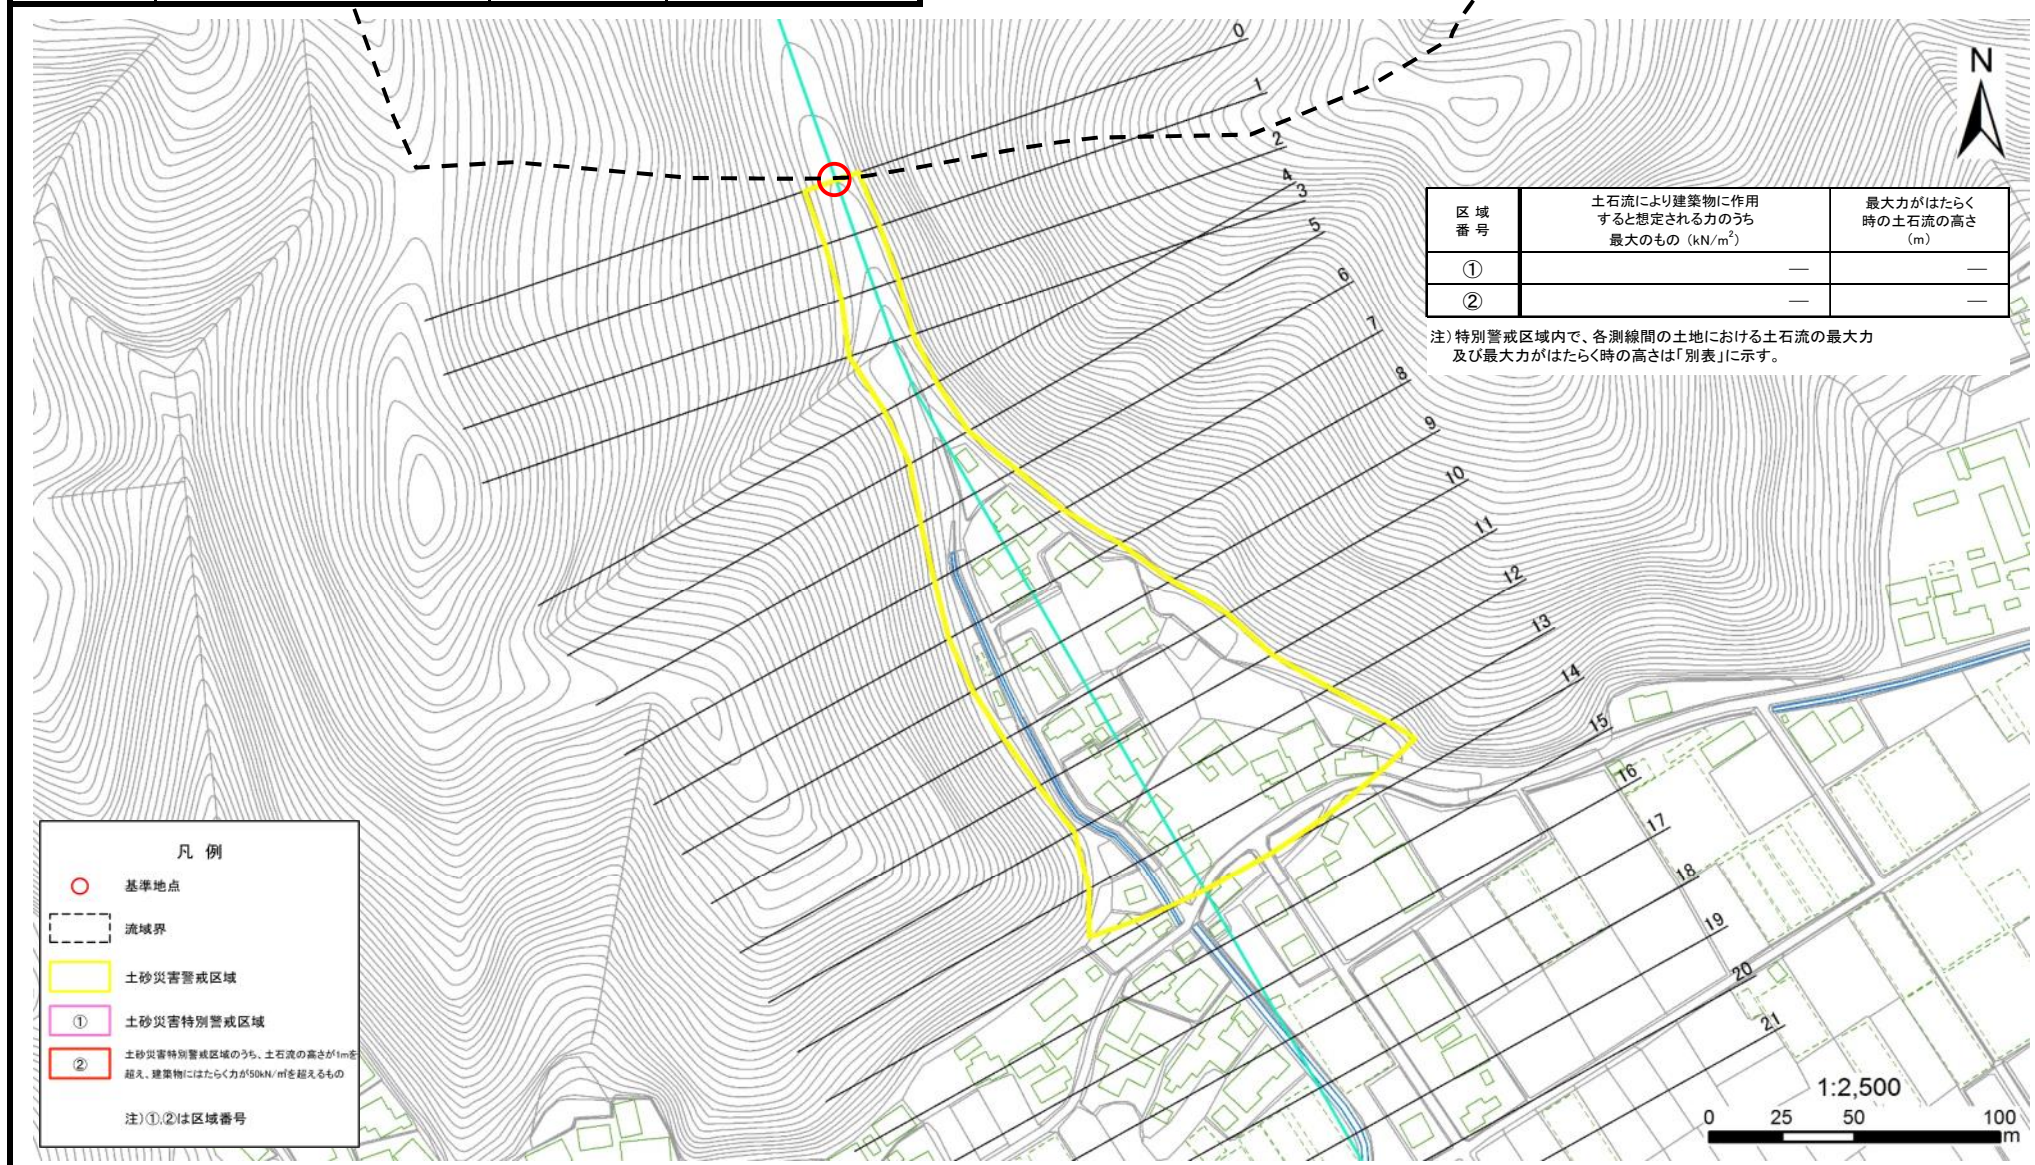 0
1
2
4
3
5
6
7
8
9
10
11
12
13
14
15
16
17
18
19
20
21
N
区 域
番 号
土石流により建築物に作用
すると想定される力のうち
最大のもの (kN/m²)
最大力がはたらく
時の土石流の高さ
(m)
① — —
② — —
注)特別警戒区域内で、各測線間の土地における土石流の最大力
及び最大力がはたらく時の高さは「別表」に示す。
凡 例
基準地点
流域界
土砂災害警戒区域
① 土砂災害特別警戒区域
② 土砂災害特別警戒区域のうち、土石流の高さが1mを
超え、建築物にはたらく力が50kN/㎡を超えるもの
注)①,②は区域番号
1:2,500
0 25 50 100
m